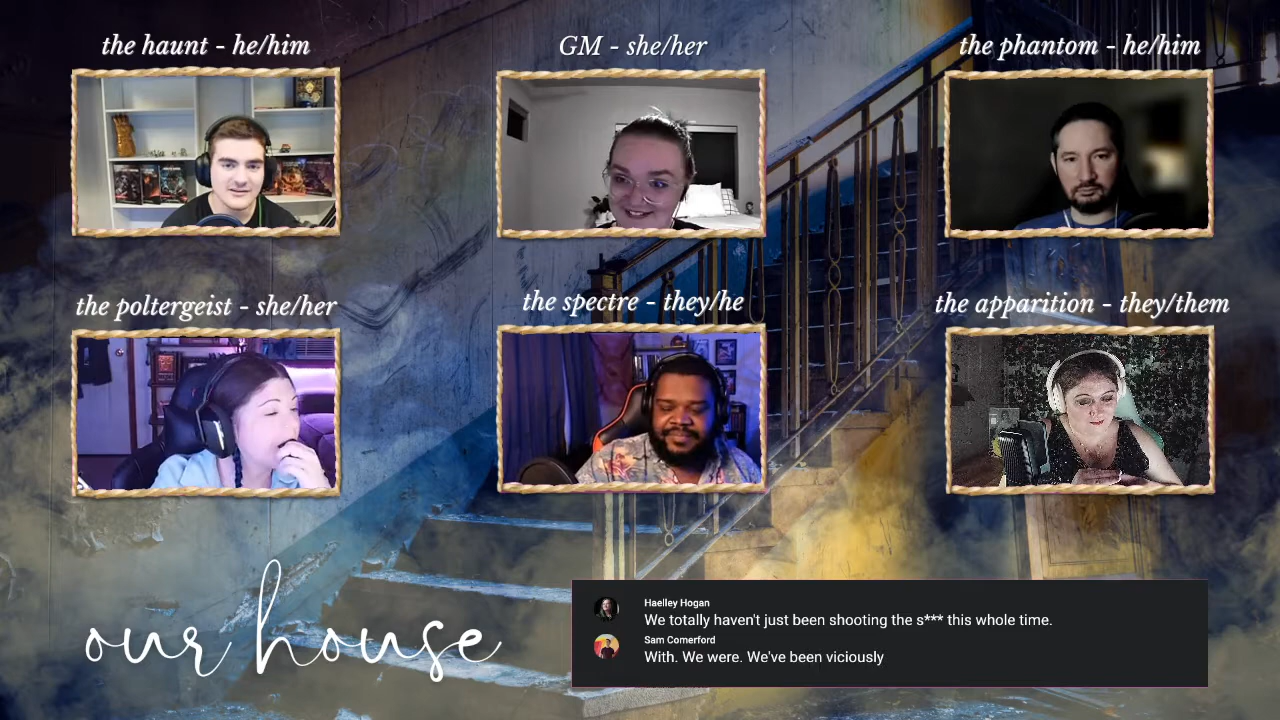 the haunt - he/him
GM - she/her
the phantom - he/him
the poltergeist - she/her
the spectre - they/he
the apparition - they/them
our house
Haelley Hogan
We totally haven't just been shooting the s*** this whole time.
Sam Comerford
With. We were. We've been viciously